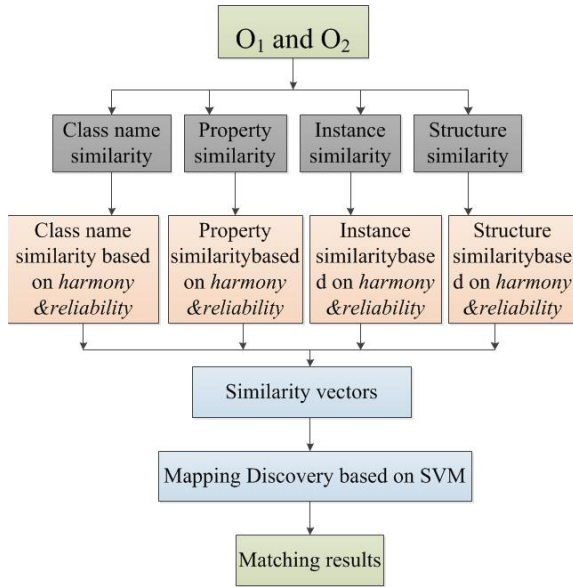 O₁ and O₂
Class name
similarity
Property
similarity
Instance
similarity
Structure
similarity
Class name
similarity based
on harmony
&reliability
Property
similaritybased
on harmony
&reliability
Instance
similaritybase
d on harmony
&reliability
Structure
similaritybase
d on harmony
&reliability
Similarity vectors
Mapping Discovery based on SVM
Matching results